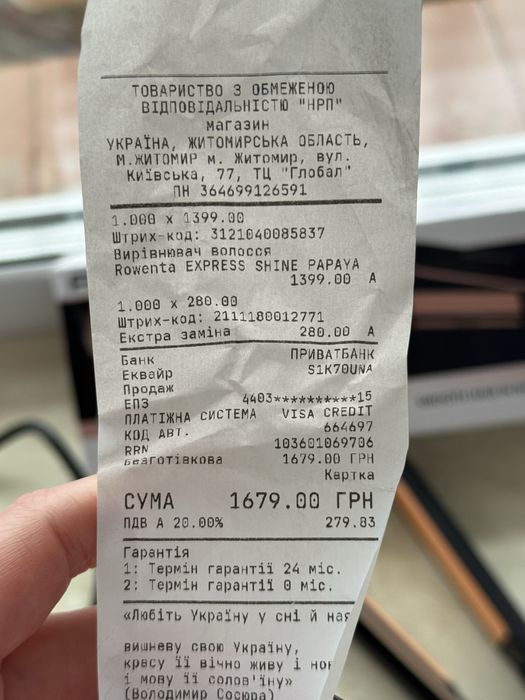 ТОВАРИСТВО З ОБМЕЖЕНОЮ
ВІДПОВІДАЛЬНІСТЮ "НРП"
магазин
УКРАЇНА, ЖИТОМИРСЬКА ОБЛАСТЬ,
М.ЖИТОМИР м. Житомир, вул.
Київська, 77, ТЦ "Глобал"
ПН 364699126591
1.000 x 1399.00
Штрих-код: 3121040085837
Вирівнювач волосся
Rowenta EXPRESS SHINE PAPAYA
1399.00 А
1.000 x 280.00
Штрих-код: 2111180012771
Екстра заміна 280.00 А
Банк ПРИВАТБАНК
Еквайр S1K70UNA
Продаж
ЕПЗ 4403**********15
ПЛАТІЖНА СИСТЕМА VISA CREDIT
КОД АВТ. 664697
RRN 103601069706
Безготівкова 1679.00 ГРН
Картка
СУМА 1679.00 ГРН
ПДВ А 20.00% 279.83
Гарантія
1: Термін гарантії 24 міс.
2: Термін гарантії 0 міс.
«Любіть Україну у сні й ная
вишневу свою Україну,
красу її вічно живу і нов
і мову її солов'їну»
(Володимир Сосюра)